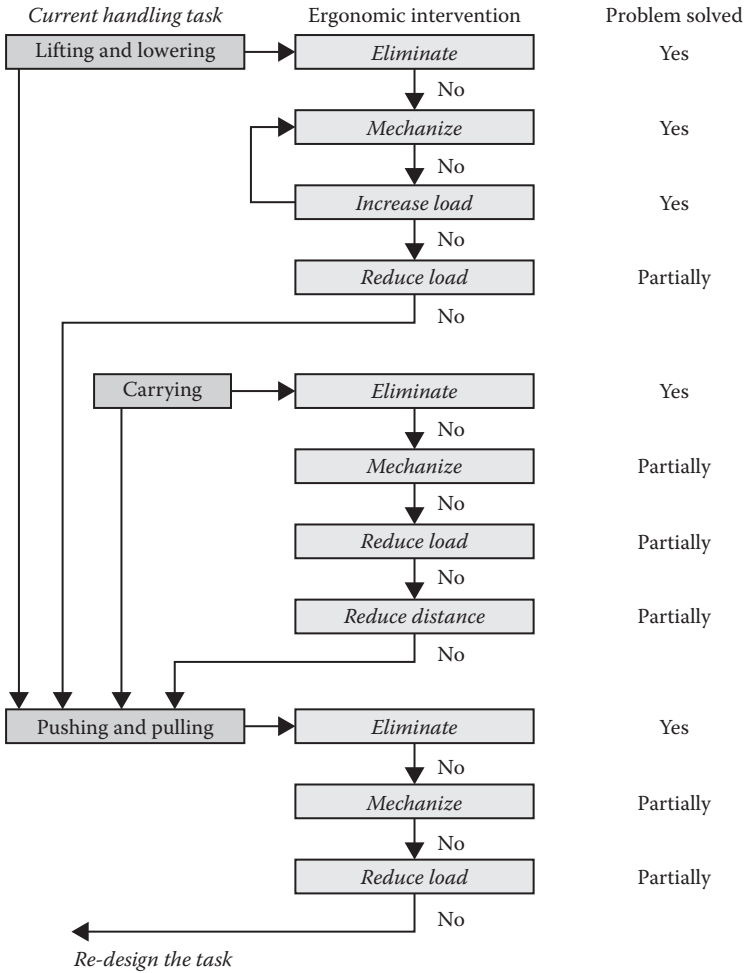 Current handling task Ergonomic intervention Problem solved
Lifting and lowering Eliminate Yes
No
Mechanize Yes
No
Increase load Yes
No
Reduce load Partially
No
Carrying Eliminate Yes
No
Mechanize Partially
No
Reduce load Partially
No
Reduce distance Partially
No
Pushing and pulling Eliminate Yes
No
Mechanize Partially
No
Reduce load Partially
No
Re-design the task